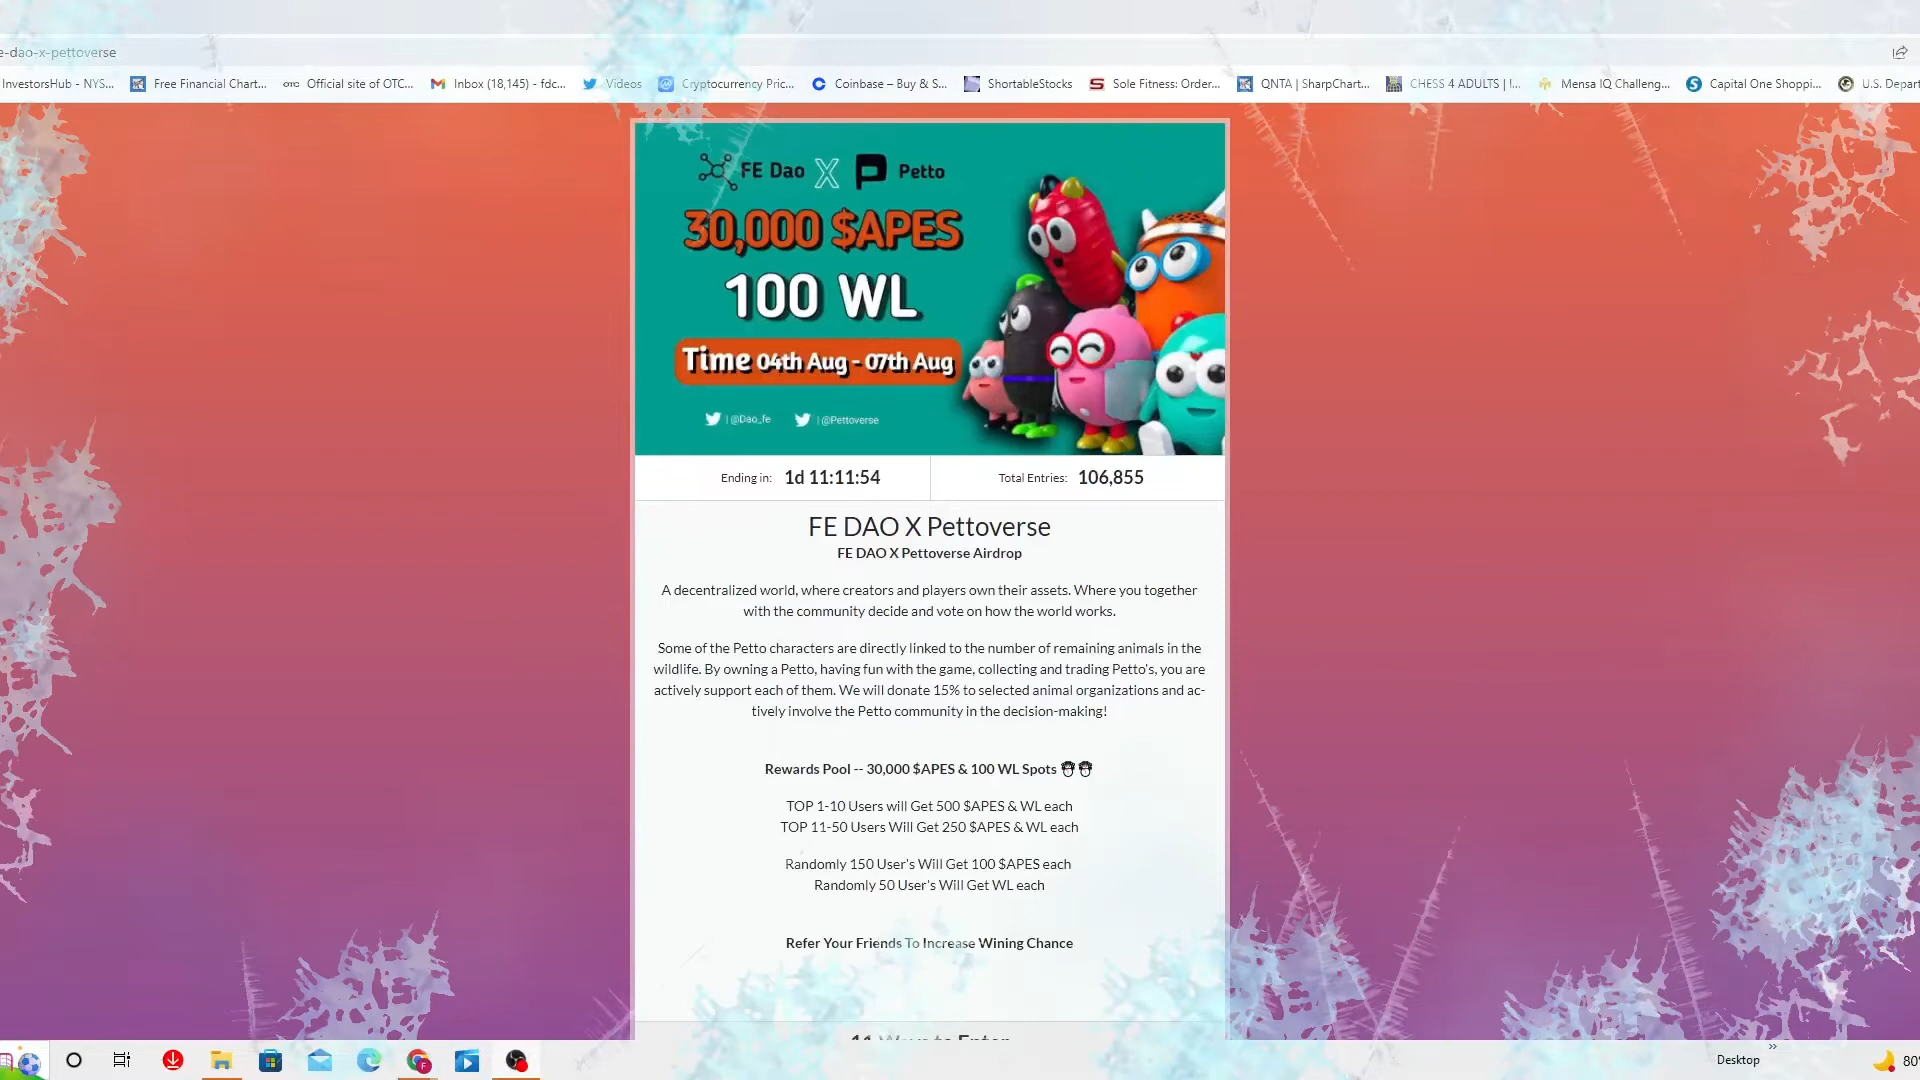 e-dao-x-pettoverse
InvestorsHub - NYS... Free Financial Chart... OTC Official site of OTC... Inbox (18,145) - fdc... Videos Cryptocurrency Pric... Coinbase – Buy & S... ShortableStocks Sole Fitness: Order... QNTA | SharpChart... CHESS 4 ADULTS | !... Mensa IQ Challeng... Capital One Shoppi... U.S. Depart
FE Dao X Petto
30,000 $APES
100 WL
Time 04th Aug - 07th Aug
| @Dao_fe | @Pettoverse
Ending in: 1d 11:11:54 Total Entries: 106,855
FE DAO X Pettoverse
FE DAO X Pettoverse Airdrop
A decentralized world, where creators and players own their assets. Where you together
with the community decide and vote on how the world works.
Some of the Petto characters are directly linked to the number of remaining animals in the
wildlife. By owning a Petto, having fun with the game, collecting and trading Petto's, you are
actively support each of them. We will donate 15% to selected animal organizations and ac-
tively involve the Petto community in the decision-making!
Rewards Pool -- 30,000 $APES & 100 WL Spots
TOP 1-10 Users will Get 500 $APES & WL each
TOP 11-50 Users Will Get 250 $APES & WL each
Randomly 150 User's Will Get 100 $APES each
Randomly 50 User's Will Get WL each
Refer Your Friends To Increase Wining Chance
11 Ways to Enter
Desktop 80°